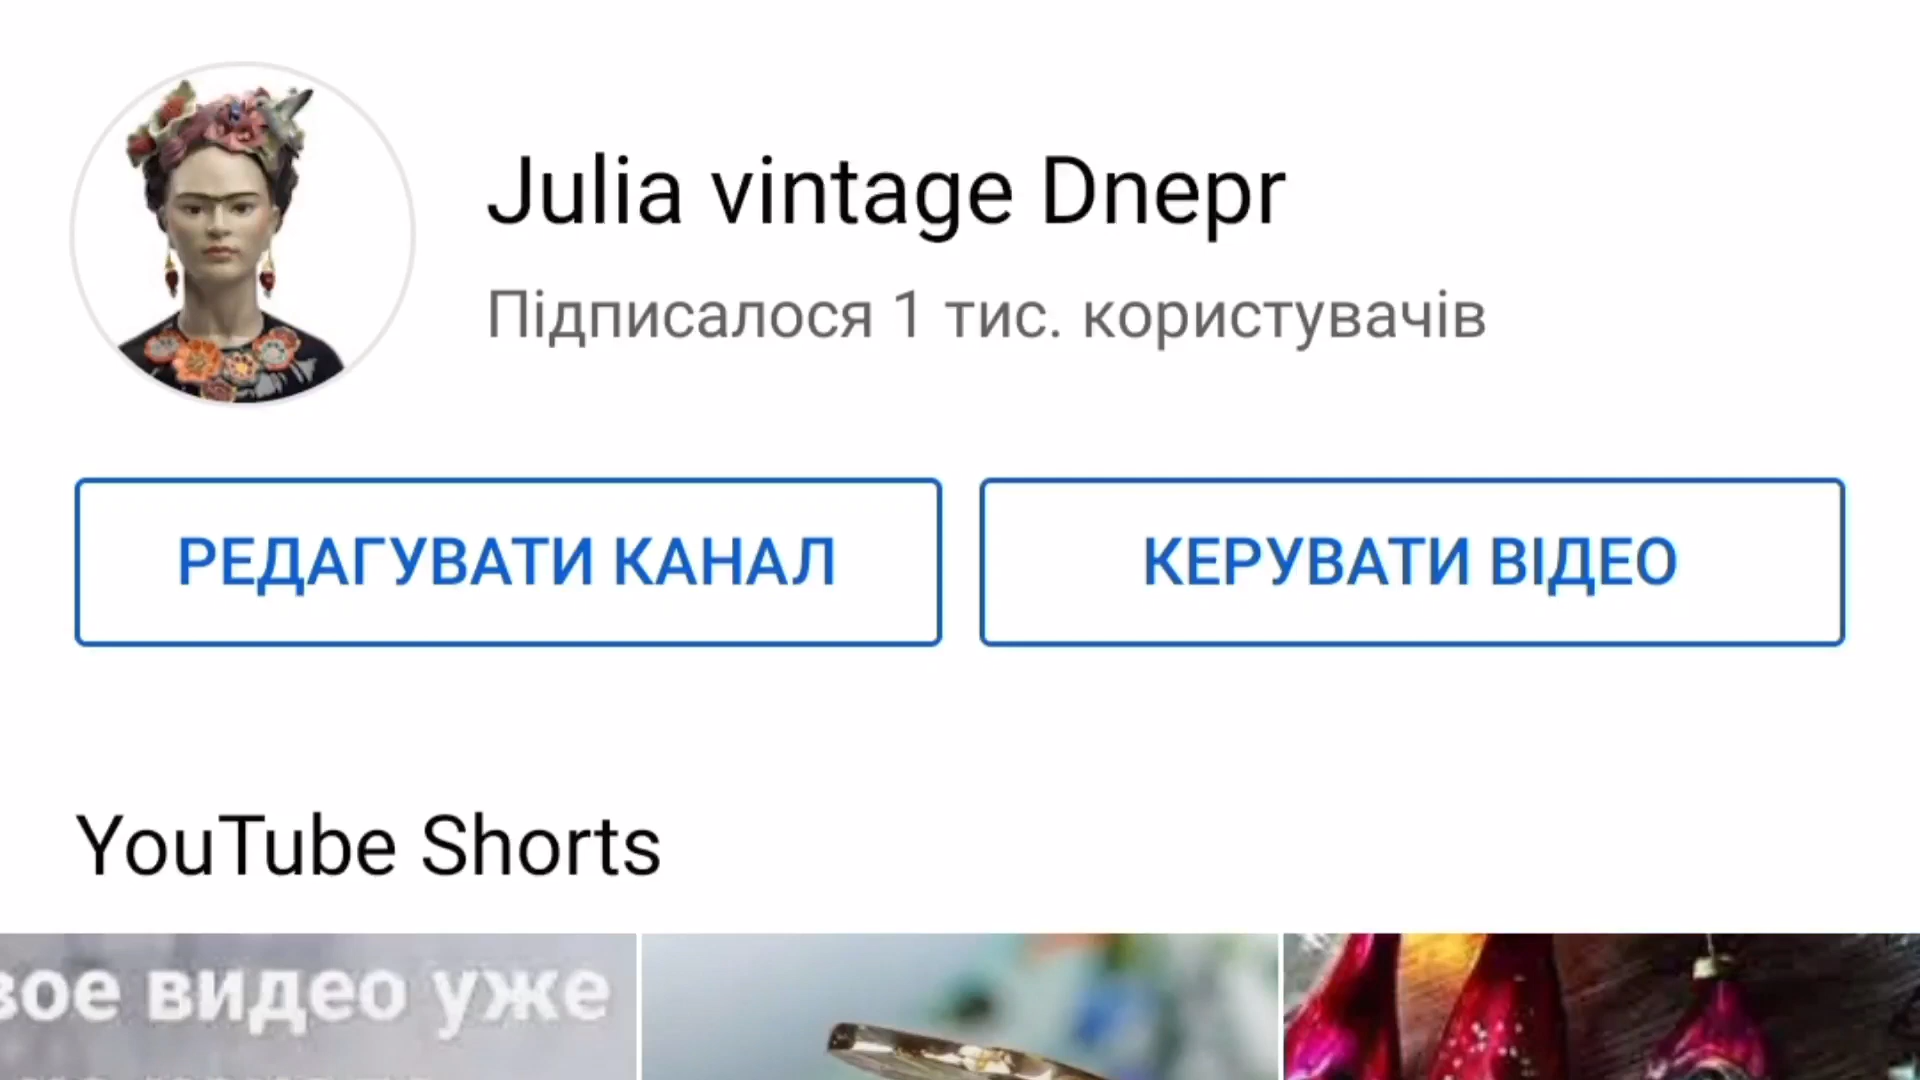 Julia vintage Dnepr
Підписалося 1 тис. користувачів
РЕДАГУВАТИ КАНАЛ
КЕРУВАТИ ВІДЕО
YouTube Shorts
видео уже